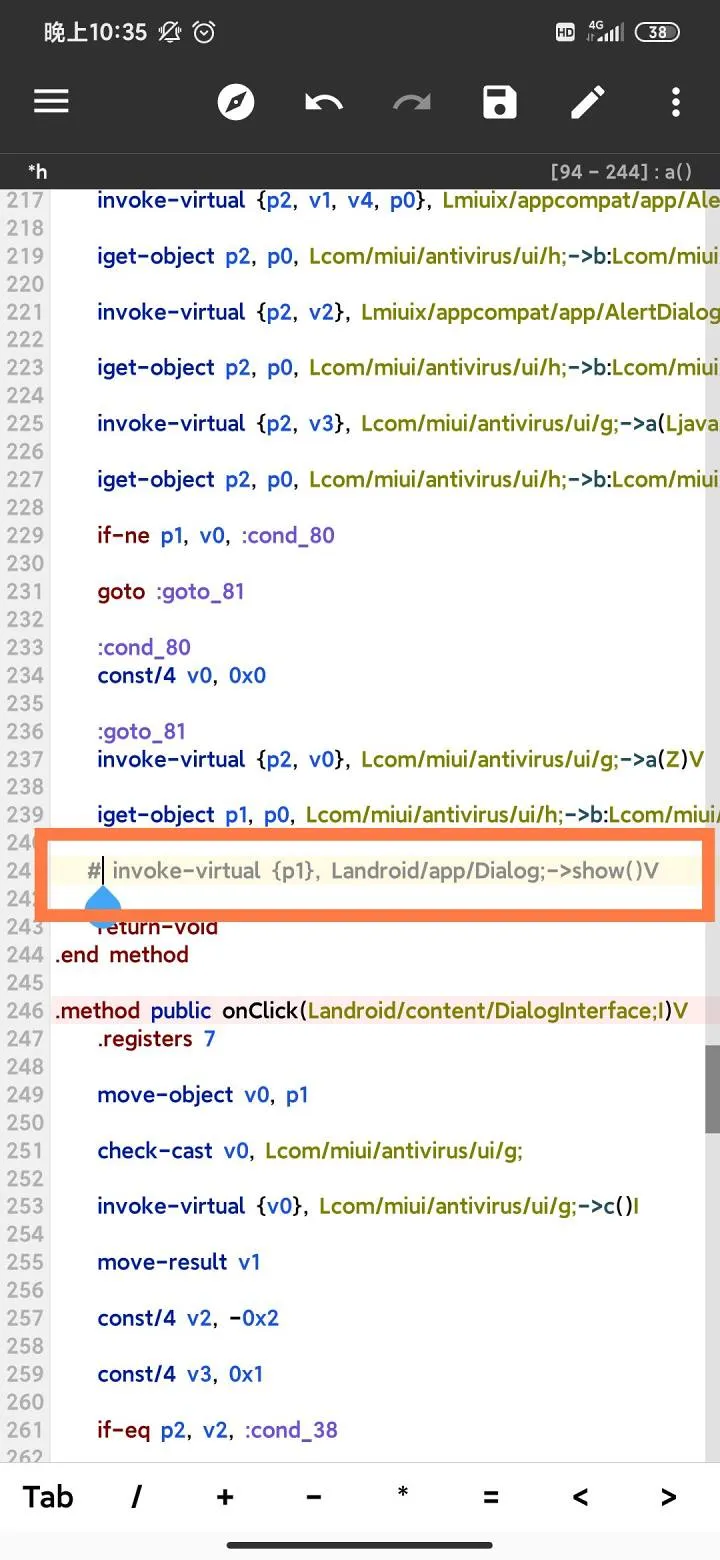 晚上10:35 HD 4G 38
*h [94 - 244] : a()
217 invoke-virtual {p2, v1, v4, p0}, Lmiuix/appcompat/app/Ale
218
219 iget-object p2, p0, Lcom/miui/antivirus/ui/h;->b:Lcom/miui
220
221 invoke-virtual {p2, v2}, Lmiuix/appcompat/app/AlertDialog
222
223 iget-object p2, p0, Lcom/miui/antivirus/ui/h;->b:Lcom/miui
224
225 invoke-virtual {p2, v3}, Lcom/miui/antivirus/ui/g;->a(Ljava
226
227 iget-object p2, p0, Lcom/miui/antivirus/ui/h;->b:Lcom/miui
228
229 if-ne p1, v0, :cond_80
230
231 goto :goto_81
232
233 :cond_80
234 const/4 v0, 0x0
235
236 :goto_81
237 invoke-virtual {p2, v0}, Lcom/miui/antivirus/ui/g;->a(Z)V
238
239 iget-object p1, p0, Lcom/miui/antivirus/ui/h;->b:Lcom/miui/
240
24 # invoke-virtual {p1}, Landroid/app/Dialog;->show()V
242
243 return-void
244 .end method
245
246 .method public onClick(Landroid/content/DialogInterface;I)V
247 .registers 7
248
249 move-object v0, p1
250
251 check-cast v0, Lcom/miui/antivirus/ui/g;
252
253 invoke-virtual {v0}, Lcom/miui/antivirus/ui/g;->c()I
254
255 move-result v1
256
257 const/4 v2, -0x2
258
259 const/4 v3, 0x1
260
261 if-eq p2, v2, :cond_38
262
Tab / + - * = < >